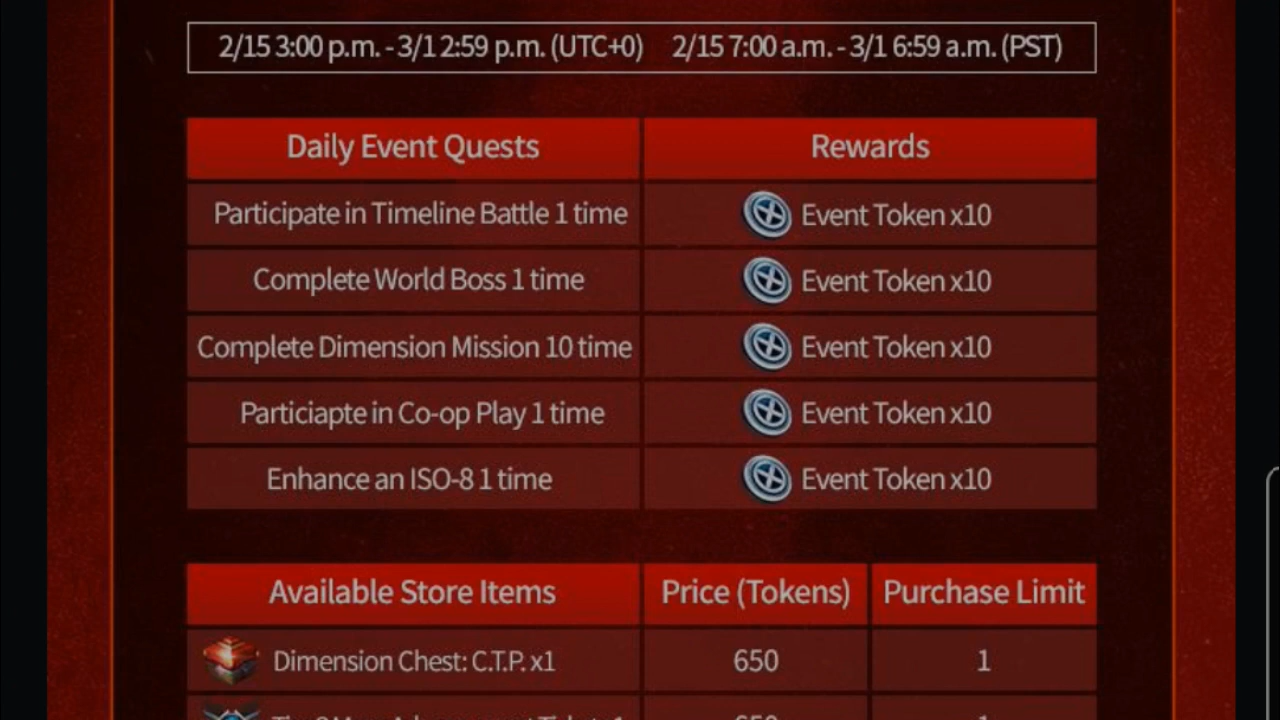 2/15 3:00 p.m. - 3/1 2:59 p.m. (UTC+0) 2/15 7:00 a.m. - 3/1 6:59 a.m. (PST)
Daily Event Quests Rewards
Participate in Timeline Battle 1 time Event Token x10
Complete World Boss 1 time Event Token x10
Complete Dimension Mission 10 time Event Token x10
Particiapte in Co-op Play 1 time Event Token x10
Enhance an ISO-8 1 time Event Token x10
Available Store Items Price (Tokens) Purchase Limit
Dimension Chest: C.T.P. x1 650 1